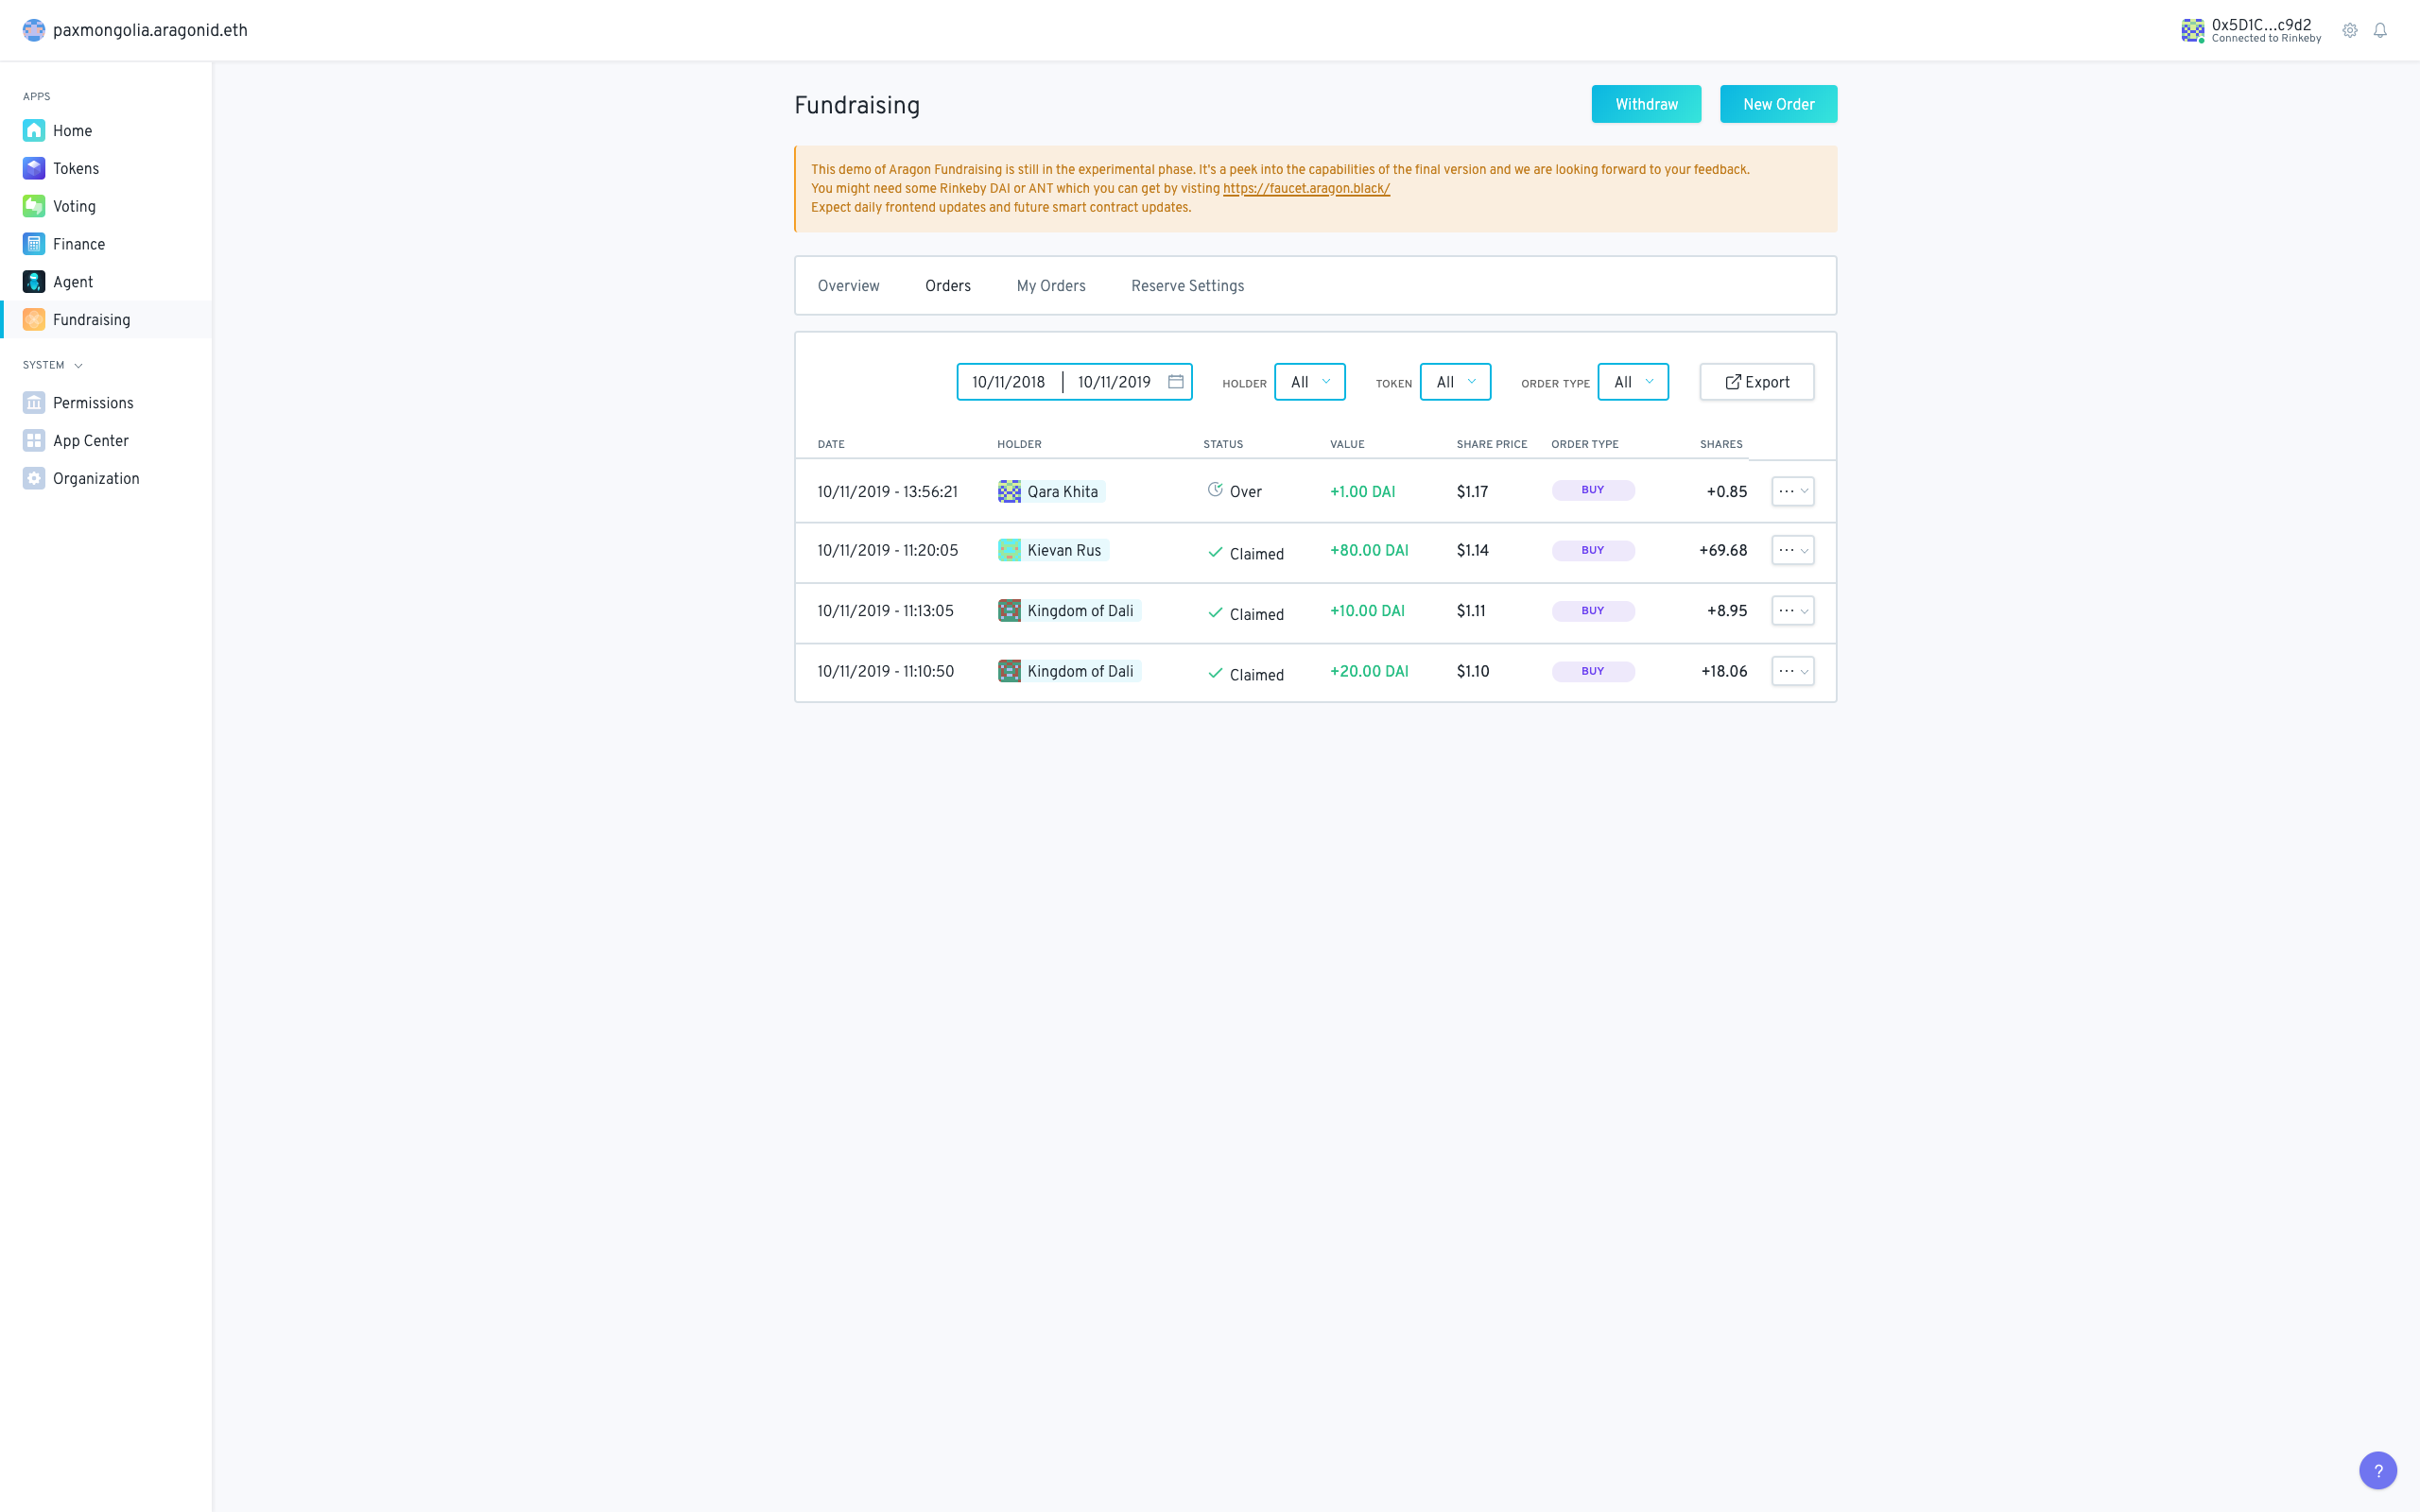 paxmongolia.aragonid.eth
0x5D1C…c9d2
Connected to Rinkeby
APPS
Home
Tokens
Voting
Finance
Agent
Fundraising
SYSTEM
Permissions
App Center
Organization
Fundraising
Withdraw
New Order
This demo of Aragon Fundraising is still in the experimental phase. It's a peek into the capabilities of the final version and we are looking forward to your feedback.
You might need some Rinkeby DAI or ANT which you can get by visting https://faucet.aragon.black/
Expect daily frontend updates and future smart contract updates.
Overview Orders My Orders Reserve Settings
10/11/2018 | 10/11/2019 HOLDER All TOKEN All ORDER TYPE All Export
DATE HOLDER STATUS VALUE SHARE PRICE ORDER TYPE SHARES
10/11/2019 - 13:56:21 Qara Khita Over +1.00 DAI $1.17 BUY +0.85
10/11/2019 - 11:20:05 Kievan Rus Claimed +80.00 DAI $1.14 BUY +69.68
10/11/2019 - 11:13:05 Kingdom of Dali Claimed +10.00 DAI $1.11 BUY +8.95
10/11/2019 - 11:10:50 Kingdom of Dali Claimed +20.00 DAI $1.10 BUY +18.06
?